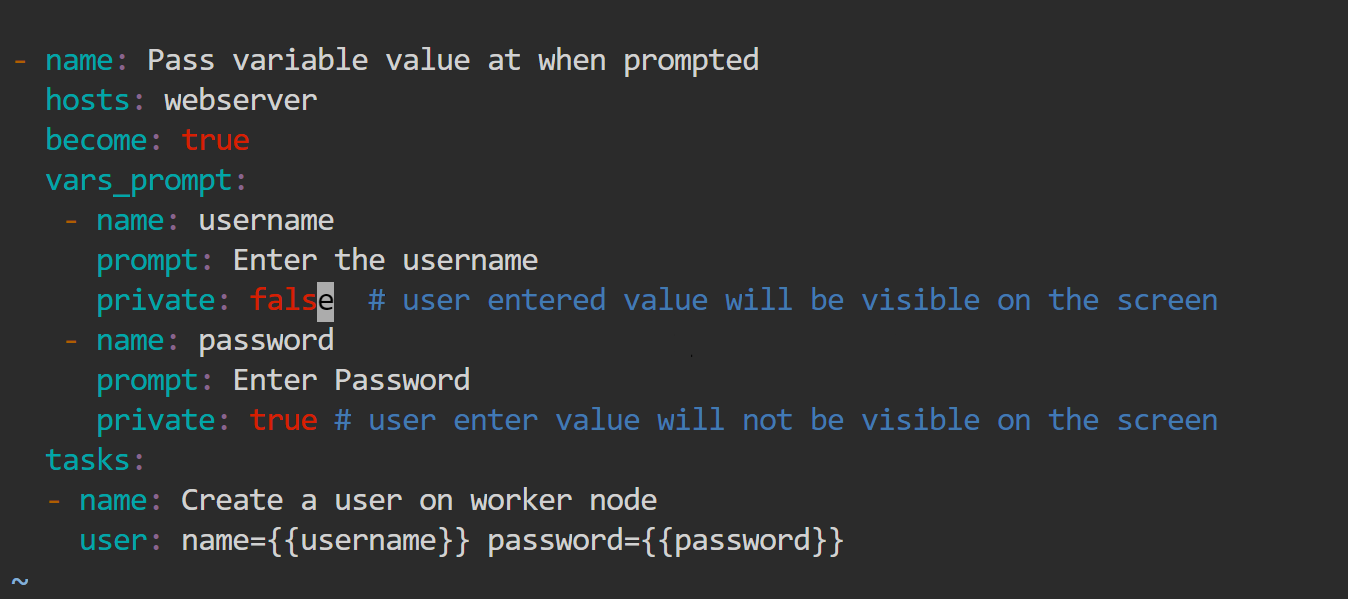 - name: Pass variable value at when prompted
  hosts: webserver
  become: true
  vars_prompt:
   - name: username
     prompt: Enter the username
     private: false  # user entered value will be visible on the screen
   - name: password
     prompt: Enter Password
     private: true # user enter value will not be visible on the screen
  tasks:
  - name: Create a user on worker node
    user: name={{username}} password={{password}}
~